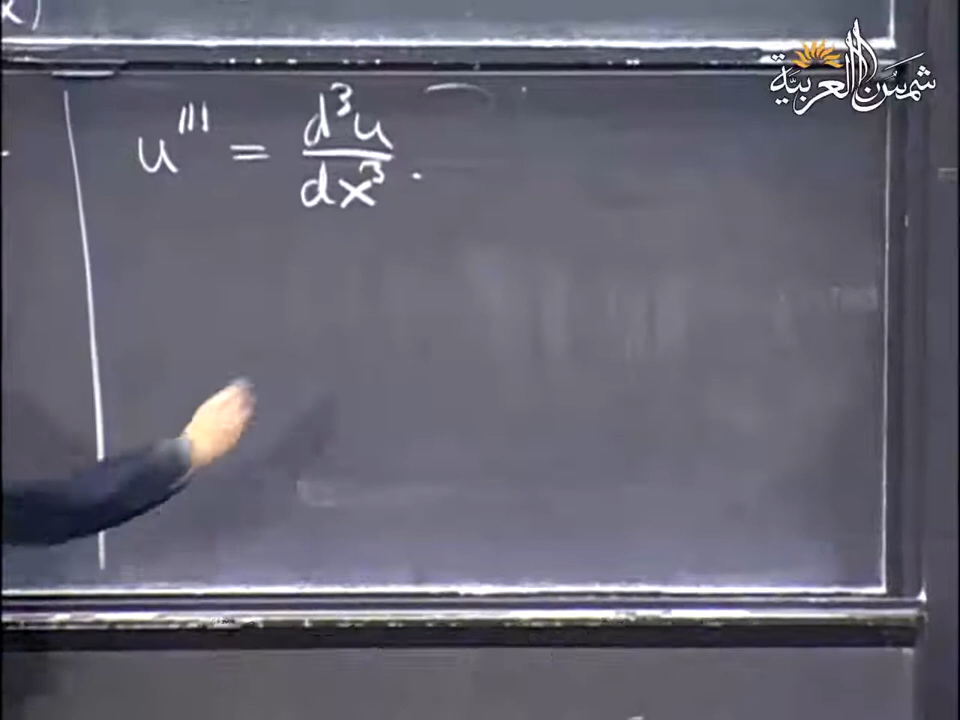 شمس العربية
x)
u''' = d³u/dx³.